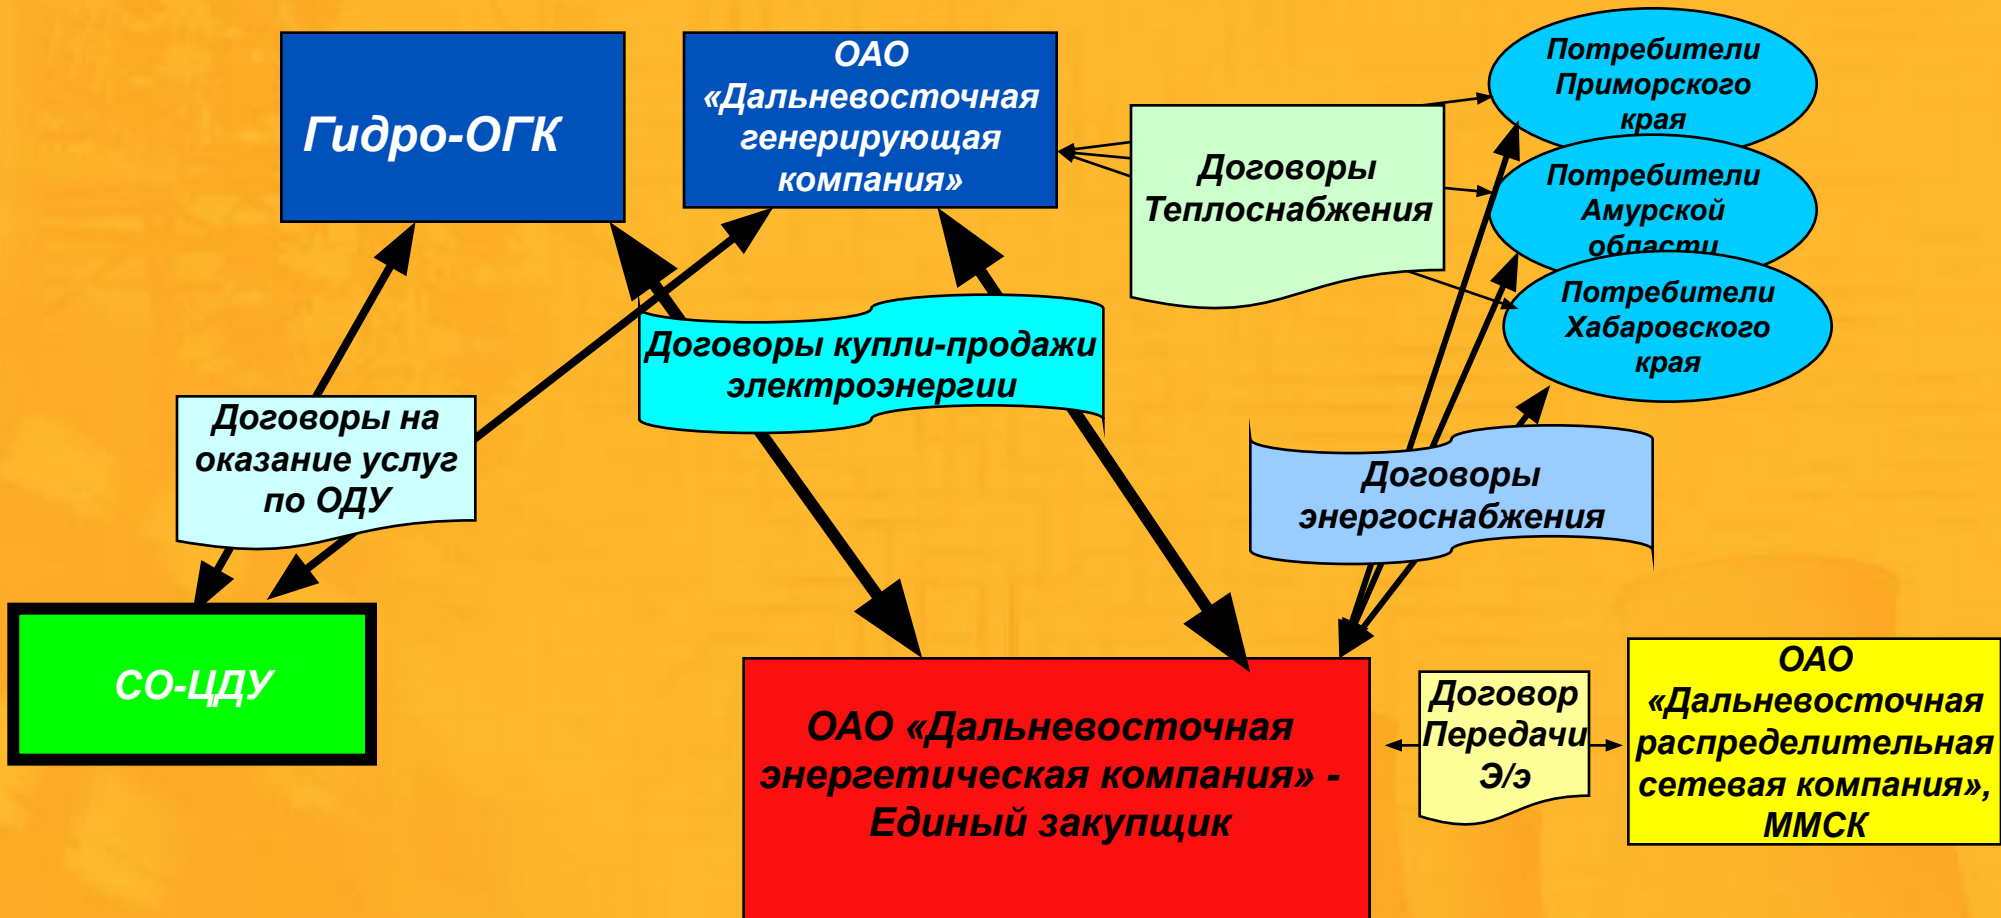 Гидро-ОГК
ОАО
«Дальневосточная
генерирующая
компания»
Договоры
Теплоснабжения
Потребители
Приморского
края
Потребители
Амурской
области
Потребители
Хабаровского
края
Договоры купли-продажи
электроэнергии
Договоры на
оказание услуг
по ОДУ
Договоры
энергоснабжения
СО-ЦДУ
ОАО «Дальневосточная
энергетическая компания» -
Единый закупщик
Договор
Передачи
Э/э
ОАО
«Дальневосточная
распределительная
сетевая компания»,
ММСК